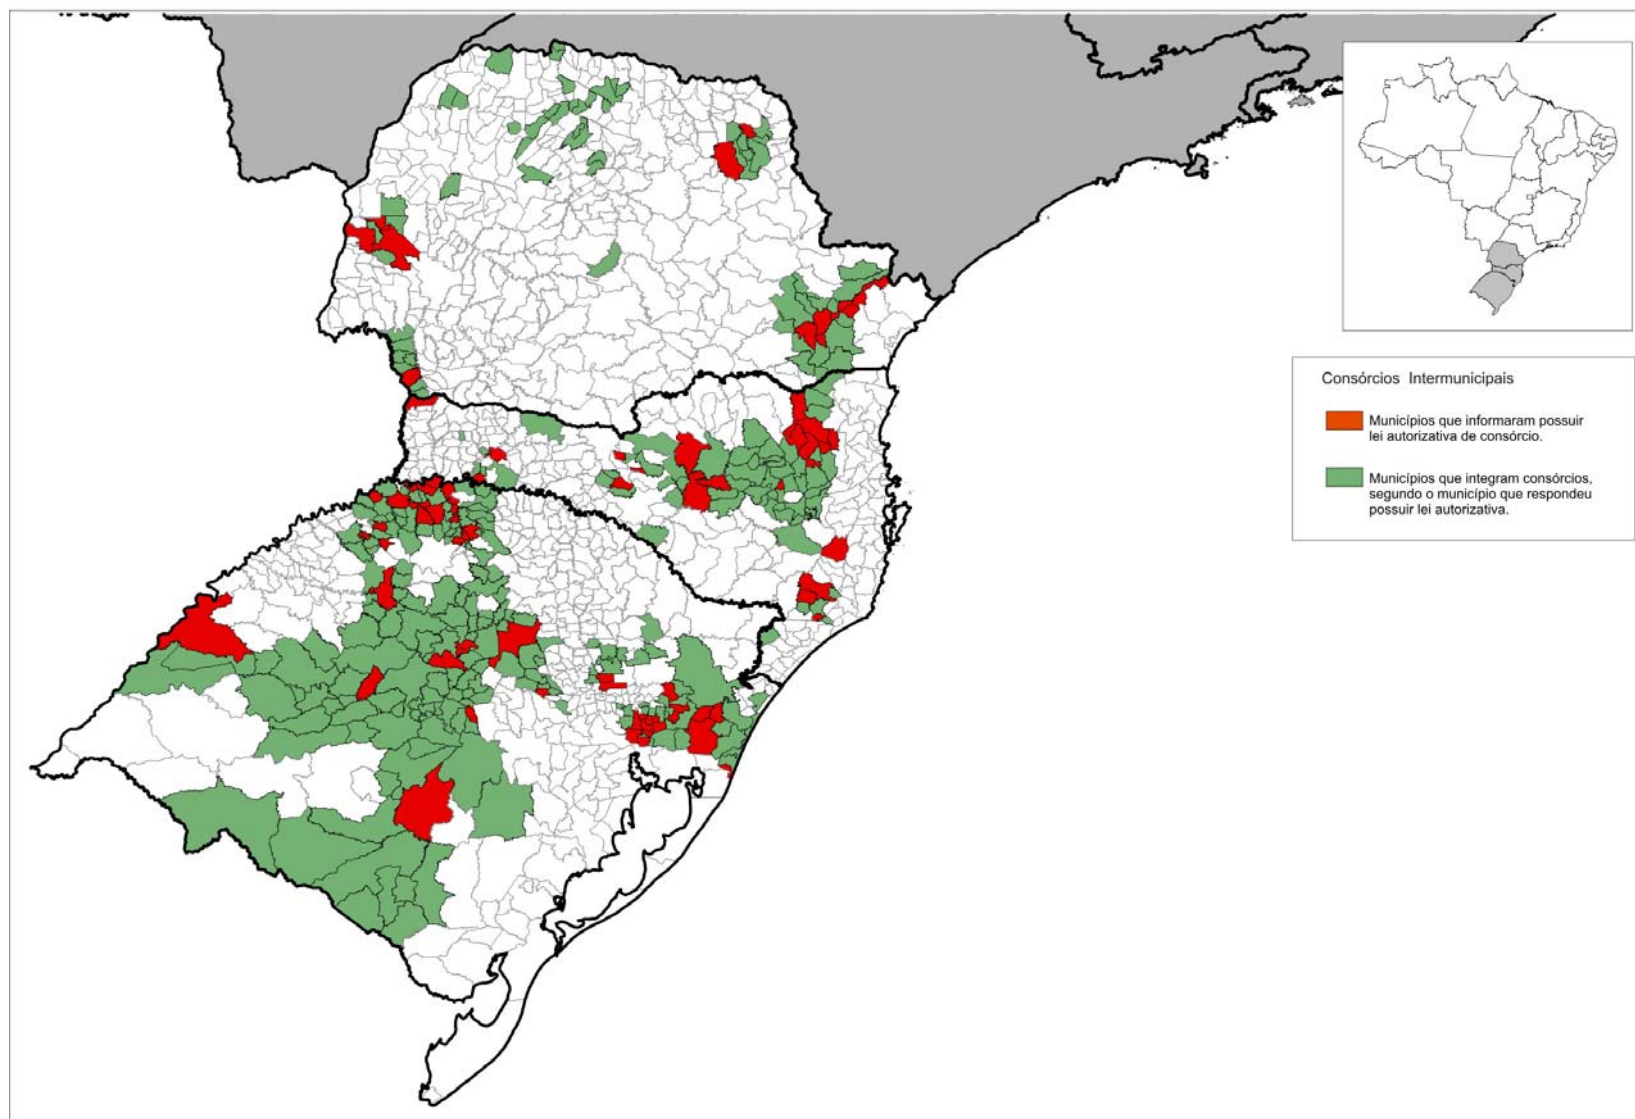 Consórcios Intermunicipais
Municípios que informaram possuir
lei autorizativa de consórcio.
Municípios que integram consórcios,
segundo o município que respondeu
possuir lei autorizativa.